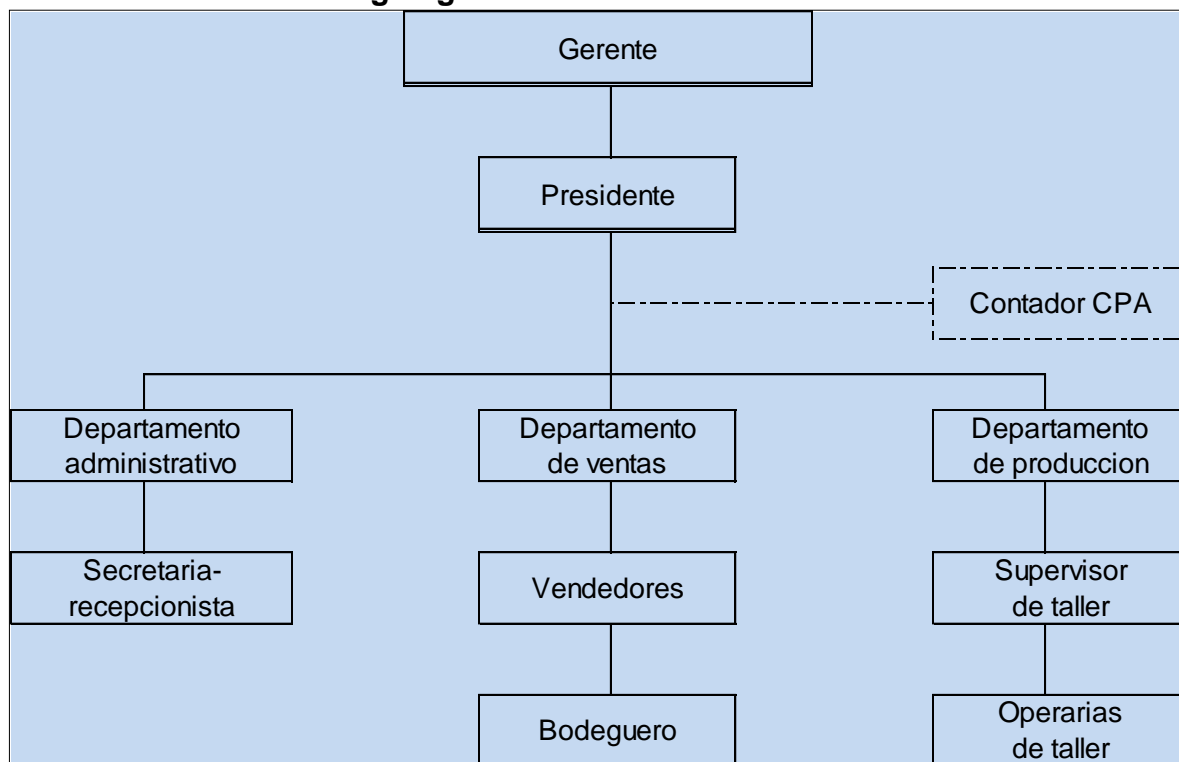 Gerente
Presidente
Contador CPA
Departamento
administrativo
Departamento
de ventas
Departamento
de produccion
Secretaria-
recepcionista
Vendedores
Supervisor
de taller
Bodeguero
Operarias
de taller